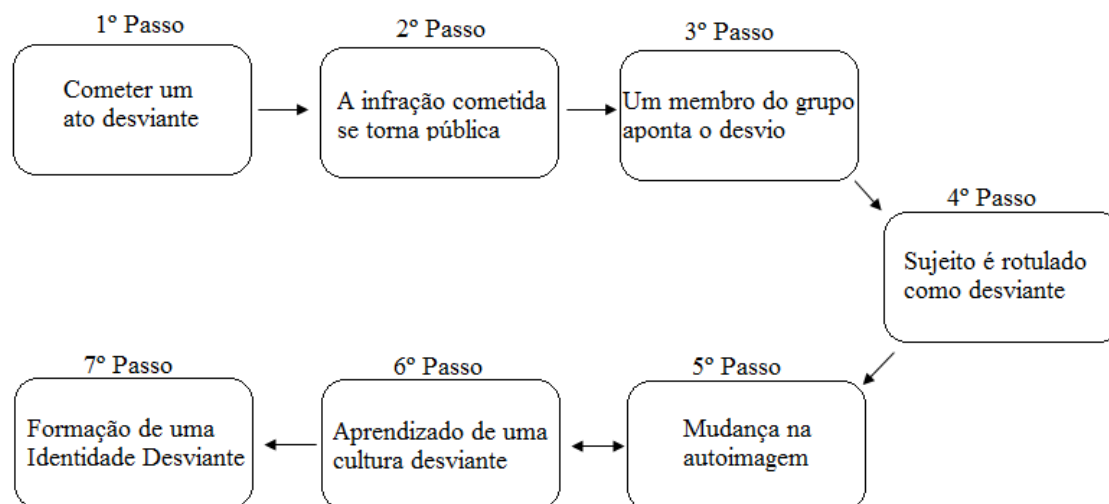 1º Passo
Cometer um
ato desviante
2º Passo
A infração cometida
se torna pública
3º Passo
Um membro do grupo
aponta o desvio
4º Passo
Sujeito é rotulado
como desviante
5º Passo
Mudança na
autoimagem
6º Passo
Aprendizado de uma
cultura desviante
7º Passo
Formação de uma
Identidade Desviante